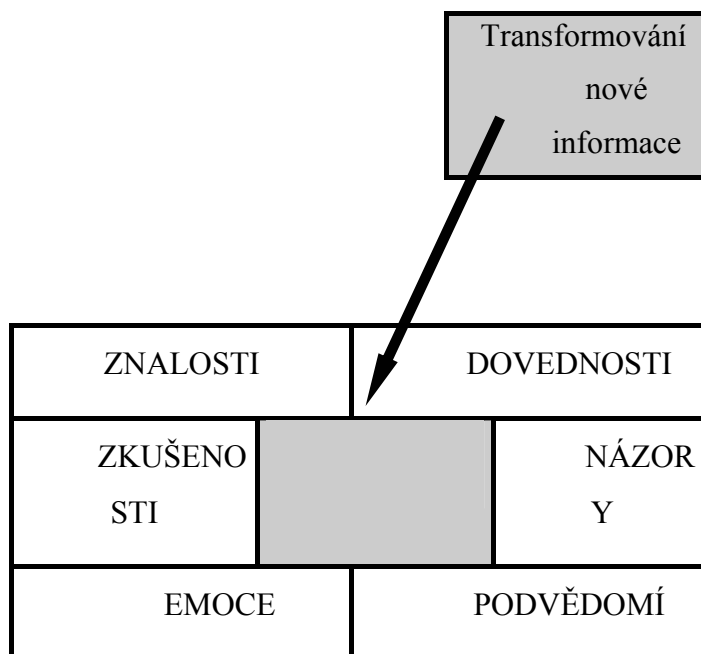 Transformování
nové
informace
ZNALOSTI
DOVEDNOSTI
ZKUŠENO
STI
NÁZOR
Y
EMOCE
PODVĚDOMÍ